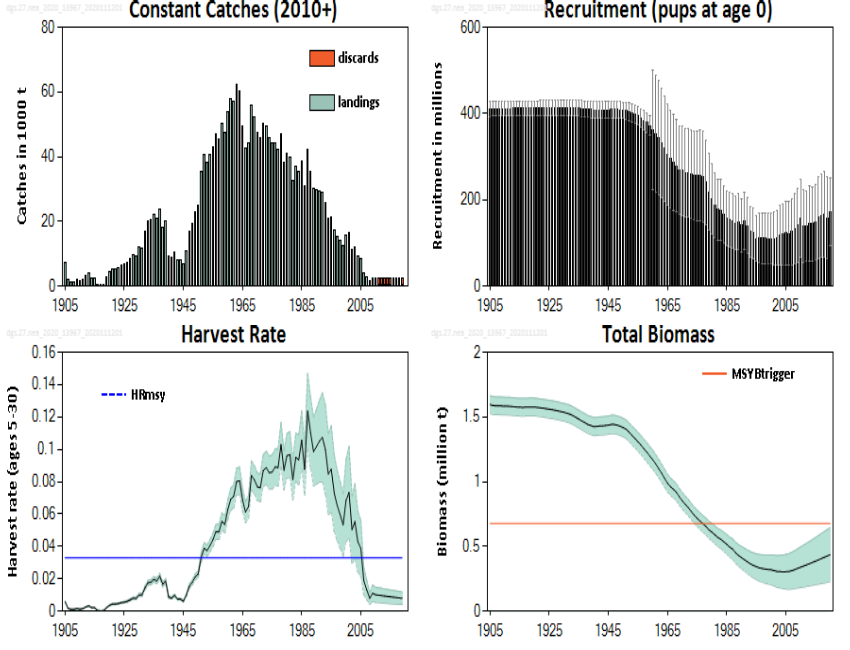 Constant Catches (2010+)
80
60
40
20
0
Catches in 1000 t
discards
landings
1905 1925 1945 1965 1985 2005
Recruitment (pups at age 0)
600
400
200
0
Recruitment in millions
1905 1925 1945 1965 1985 2005
Harvest Rate
0.16
0.14
0.12
0.1
0.08
0.06
0.04
0.02
0
Harvest rate (ages 5-30)
HRmsy
1905 1925 1945 1965 1985 2005
Total Biomass
2
1.5
1
0.5
0
Biomass (million t)
MSYBtrigger
1905 1925 1945 1965 1985 2005